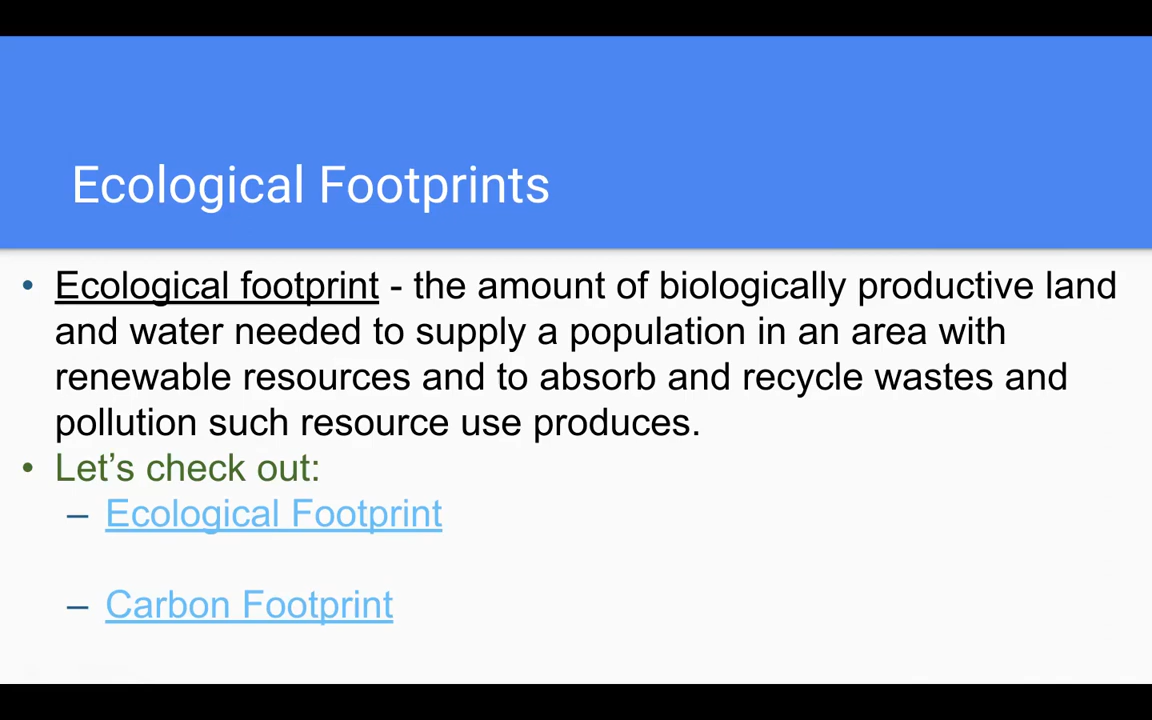 Ecological Footprints
• Ecological footprint - the amount of biologically productive land
and water needed to supply a population in an area with
renewable resources and to absorb and recycle wastes and
pollution such resource use produces.
• Let’s check out:
– Ecological Footprint
– Carbon Footprint